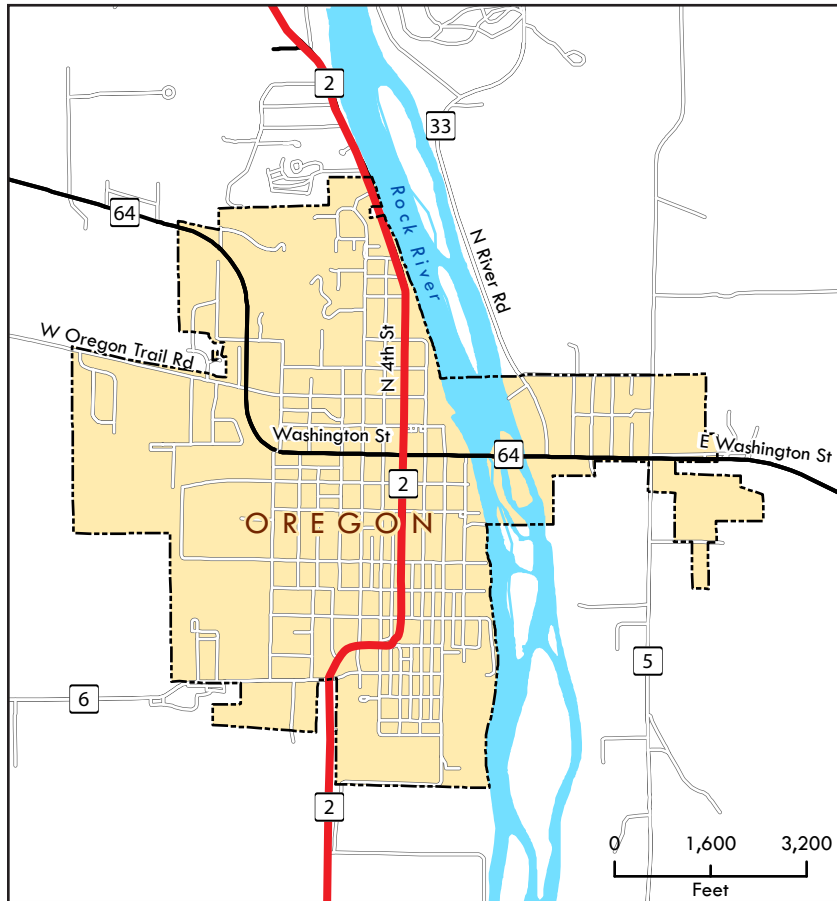 2
33
64
Rock River
N River Rd
W Oregon Trail Rd
N 4th St
Washington St
E Washington St
64
2
OREGON
5
6
2
0 1,600 3,200
Feet